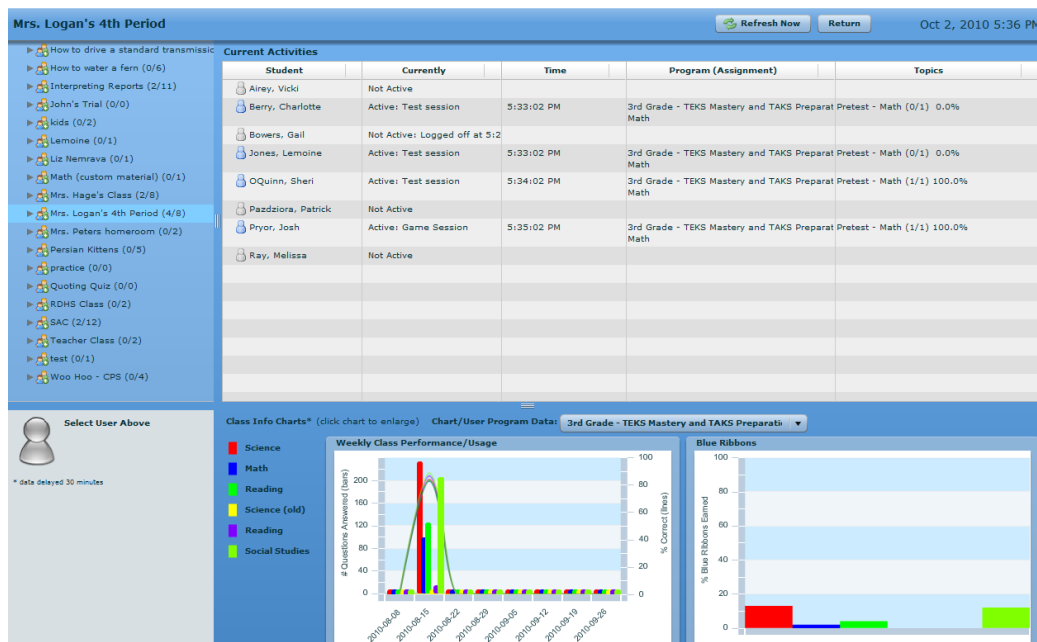 Mrs. Logan's 4th Period
Refresh Now
Return
Oct 2, 2010 5:36 PM
How to drive a standard transmissic
How to water a fern (0/6)
Interpreting Reports (2/11)
John's Trial (0/0)
kids (0/2)
Lemoine (0/1)
Liz Nemrava (0/1)
Math (custom material) (0/1)
Mrs. Hage's Class (2/8)
Mrs. Logan's 4th Period (4/8)
Mrs. Peters homeroom (0/2)
Persian Kittens (0/5)
practice (0/0)
Quoting Quiz (0/0)
RDHS Class (0/2)
SAC (2/12)
Teacher Class (0/2)
test (0/1)
Woo Hoo - CPS (0/4)
Current Activities
Student Currently Time Program (Assignment) Topics
Airey, Vicki Not Active
Berry, Charlotte Active: Test session 5:33:02 PM 3rd Grade - TEKS Mastery and TAKS Preparat Pretest - Math (0/1) 0.0%
Math
Bowers, Gail Not Active: Logged off at 5:2
Jones, Lemoine Active: Test session 5:33:02 PM 3rd Grade - TEKS Mastery and TAKS Preparat Pretest - Math (0/1) 0.0%
Math
OQuinn, Sheri Active: Test session 5:34:02 PM 3rd Grade - TEKS Mastery and TAKS Preparat Pretest - Math (1/1) 100.0%
Math
Pazdziora, Patrick Not Active
Pryor, Josh Active: Game Session 5:35:02 PM 3rd Grade - TEKS Mastery and TAKS Preparat Pretest - Math (1/1) 100.0%
Math
Ray, Melissa Not Active
Select User Above
* data delayed 30 minutes
Class Info Charts* (click chart to enlarge) Chart/User Program Data: 3rd Grade - TEKS Mastery and TAKS Preparati
Science
Math
Reading
Science (old)
Reading
Social Studies
Weekly Class Performance/Usage
# Questions Answered (bars)
200
160
120
80
40
0
100
80
60
40
20
0
% Correct (lines)
2010-08-08
2010-08-15
2010-08-22
2010-08-29
2010-09-05
2010-09-12
2010-09-19
2010-09-26
Blue Ribbons
% Blue Ribbons Earned
100
80
60
40
20
0